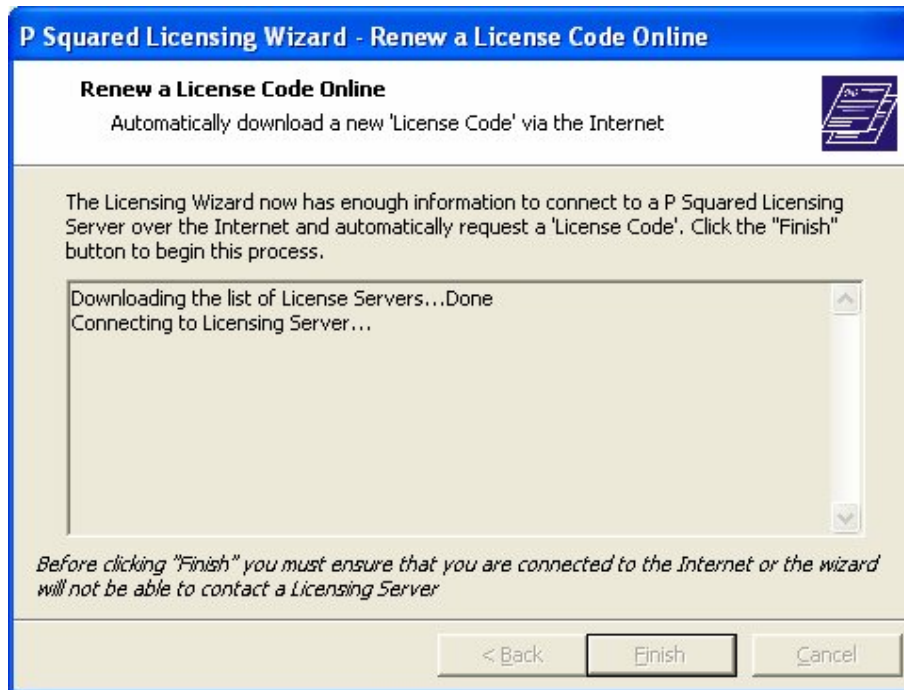 P Squared Licensing Wizard - Renew a License Code Online
Renew a License Code Online
Automatically download a new 'License Code' via the Internet
The Licensing Wizard now has enough information to connect to a P Squared Licensing
Server over the Internet and automatically request a 'License Code'. Click the "Finish"
button to begin this process.
Downloading the list of License Servers...Done
Connecting to Licensing Server...
Before clicking "Finish" you must ensure that you are connected to the Internet or the wizard
will not be able to contact a Licensing Server
< Back
Finish
Cancel